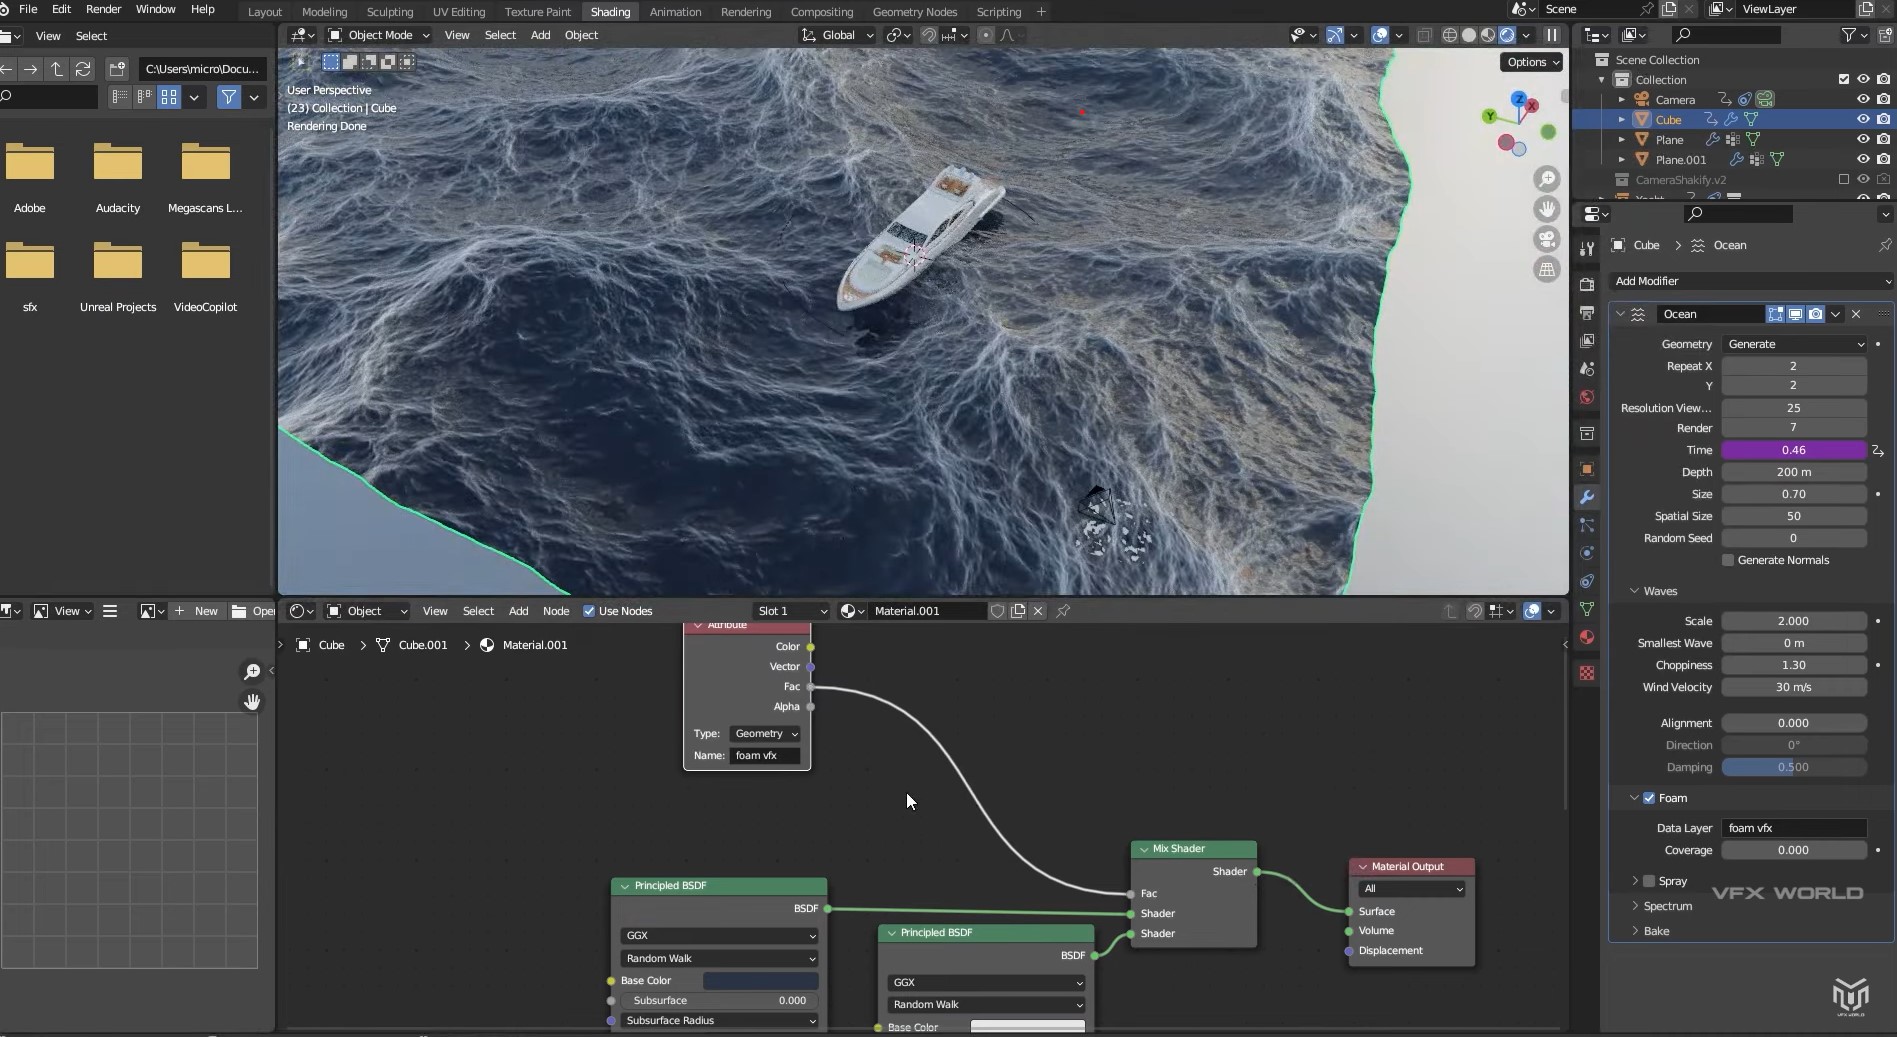 File Edit Render Window Help Layout Modeling Sculpting UV Editing Texture Paint Shading Animation Rendering Compositing Geometry Nodes Scripting + Scene ViewLayer
View Select Object Mode View Select Add Object Global
C:\Users\micro\Docu...
Options
User Perspective
(23) Collection | Cube
Rendering Done
Z
X
Y
Adobe Audacity Megascans L...
sfx Unreal Projects VideoCopilot
Scene Collection
Collection
Camera
Cube
Plane
Plane.001
CameraShakify.v2
Cube > Ocean
Add Modifier
Ocean
Geometry Generate
Repeat X 2
Y 2
Resolution View... 25
Render 7
Time 0.46
Depth 200 m
Size 0.70
Spatial Size 50
Random Seed 0
Generate Normals
Waves
Scale 2.000
Smallest Wave 0 m
Choppiness 1.30
Wind Velocity 30 m/s
Alignment 0.000
Direction 0°
Damping 0.500
Foam
Data Layer foam vfx
Coverage 0.000
Spray
Spectrum
Bake
VFX WORLD
VFX WORLD
View New Oper
Object View Select Add Node Use Nodes Slot 1 Material.001
Cube > Cube.001 > Material.001
Attribute
Color
Vector
Fac
Alpha
Type: Geometry
Name: foam vfx
Principled BSDF
BSDF
GGX
Random Walk
Base Color
Subsurface 0.000
Subsurface Radius
Principled BSDF
BSDF
GGX
Random Walk
Base Color
Mix Shader
Shader
Fac
Shader
Shader
Material Output
All
Surface
Volume
Displacement